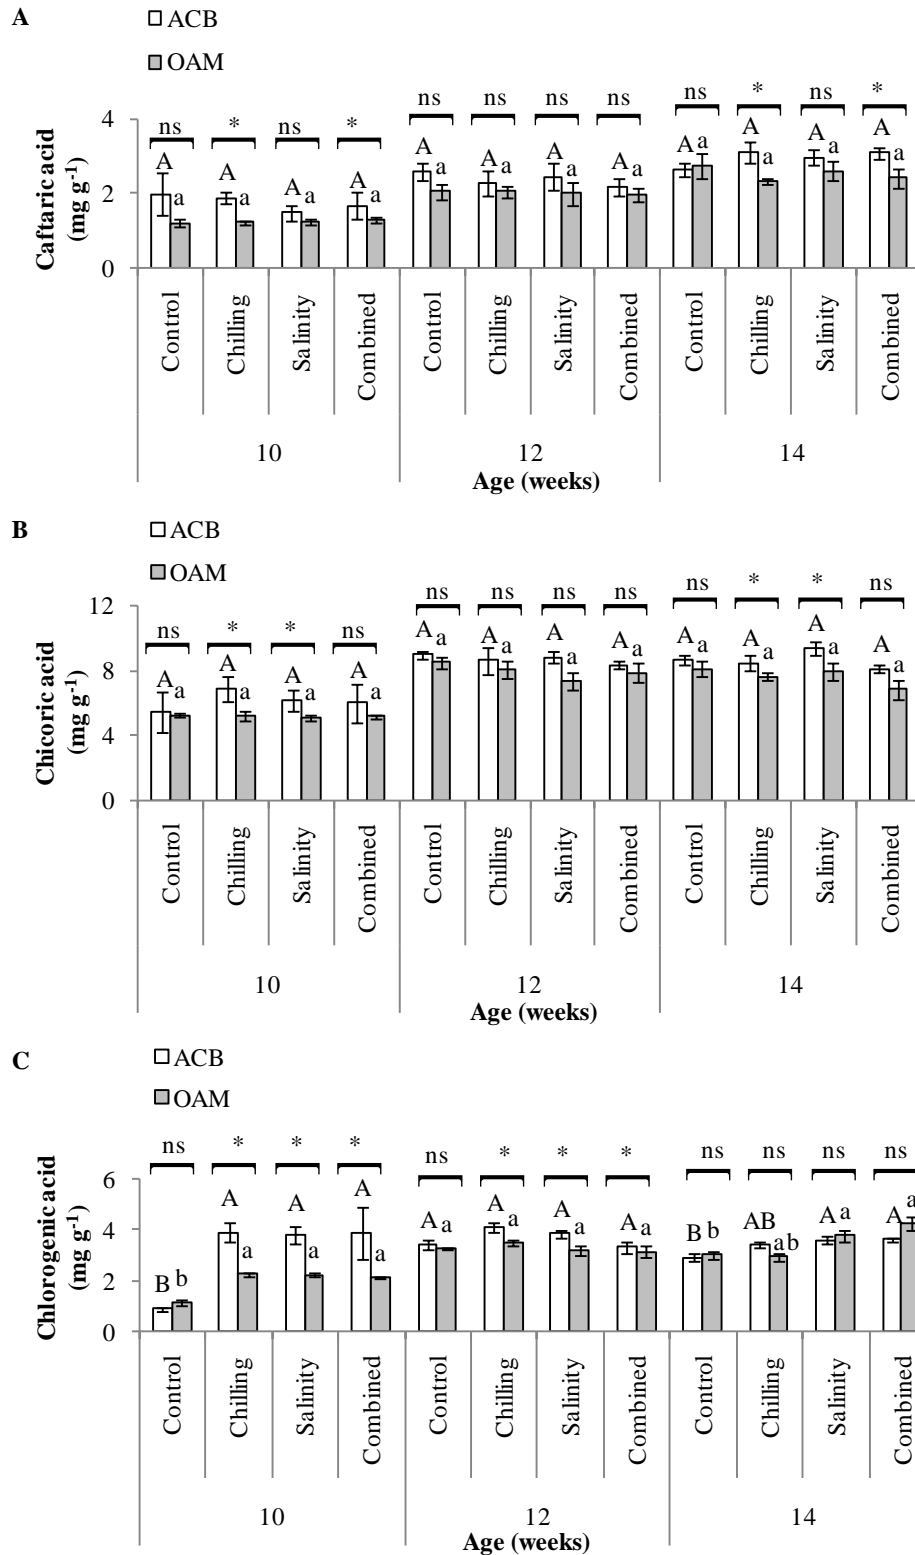 A
ACB
OAM
ns * ns * ns ns ns ns ns * ns *
Caftaric acid
(mg g⁻¹)
4
2
0
A a A a A a A a A a A a A a A a A a A a A a A a
Control Chilling Salinity Combined Control Chilling Salinity Combined Control Chilling Salinity Combined
10 12 14
Age (weeks)
B
ACB
OAM
ns * * ns ns ns ns ns ns * * ns
Chicoric acid
(mg g⁻¹)
12
8
4
0
A a A a A a A a A a A a A a A a A a A a A a A a
Control Chilling Salinity Combined Control Chilling Salinity Combined Control Chilling Salinity Combined
10 12 14
Age (weeks)
C
ACB
OAM
ns * * * ns * * * ns ns ns ns
Chlorogenic acid
(mg g⁻¹)
6
4
2
0
B b A a A a A a A a A a A a A a B b AB ab A a A a
Control Chilling Salinity Combined Control Chilling Salinity Combined Control Chilling Salinity Combined
10 12 14
Age (weeks)